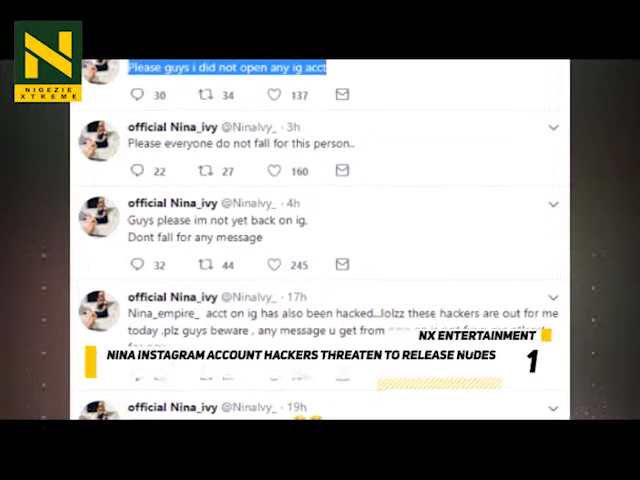 N
NIGEZIE
XTREME
Please guys i did not open any ig acct
30 34 137
official Nina_ivy @NinaIvy_ · 3h
Please everyone do not fall for this person..
22 27 160
official Nina_ivy @NinaIvy_ · 4h
Guys please im not yet back on ig.
Dont fall for any message
32 44 245
official Nina_ivy @NinaIvy_ · 17h
Nina_empire_ acct on ig has also been hacked...lolzz these hackers are out for me
today ,plz guys beware , any message u get from
NX ENTERTAINMENT
NINA INSTAGRAM ACCOUNT HACKERS THREATEN TO RELEASE NUDES 1
official Nina_ivy @NinaIvy_ · 19h